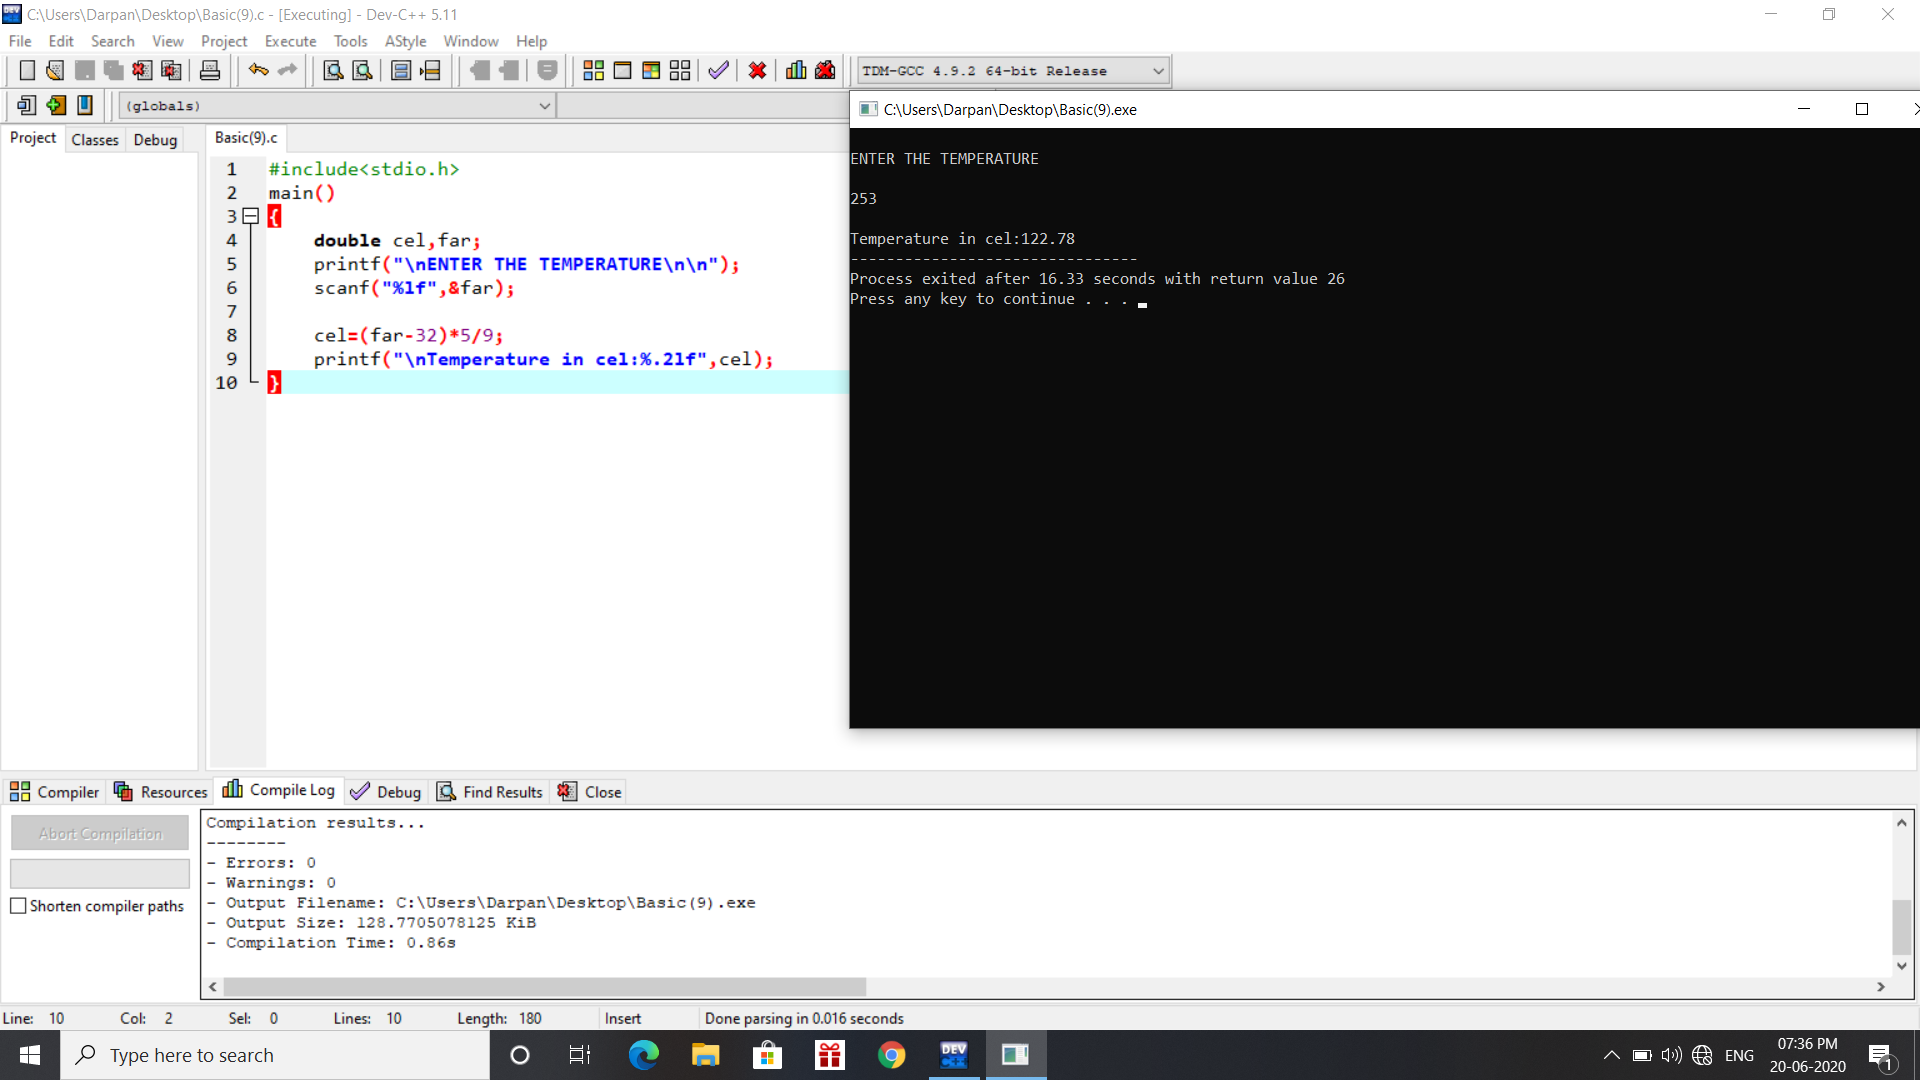 C:\Users\Darpan\Desktop\Basic(9).c - [Executing] - Dev-C++ 5.11
File Edit Search View Project Execute Tools AStyle Window Help
TDM-GCC 4.9.2 64-bit Release
(globals)
Project Classes Debug
Basic(9).c
1 #include<stdio.h>
2 main()
3 {
4 double cel,far;
5 printf("\nENTER THE TEMPERATURE\n\n");
6 scanf("%lf",&far);
7
8 cel=(far-32)*5/9;
9 printf("\nTemperature in cel:%.2lf",cel);
10 }
C:\Users\Darpan\Desktop\Basic(9).exe
ENTER THE TEMPERATURE
253
Temperature in cel:122.78
--------------------------------
Process exited after 16.33 seconds with return value 26
Press any key to continue . . .
Compiler Resources Compile Log Debug Find Results Close
Abort Compilation
Shorten compiler paths
Compilation results...
--------
- Errors: 0
- Warnings: 0
- Output Filename: C:\Users\Darpan\Desktop\Basic(9).exe
- Output Size: 128.7705078125 KiB
- Compilation Time: 0.86s
Line: 10 Col: 2 Sel: 0 Lines: 10 Length: 180 Insert Done parsing in 0.016 seconds
Type here to search
DEV C++
ENG
07:36 PM
20-06-2020
1